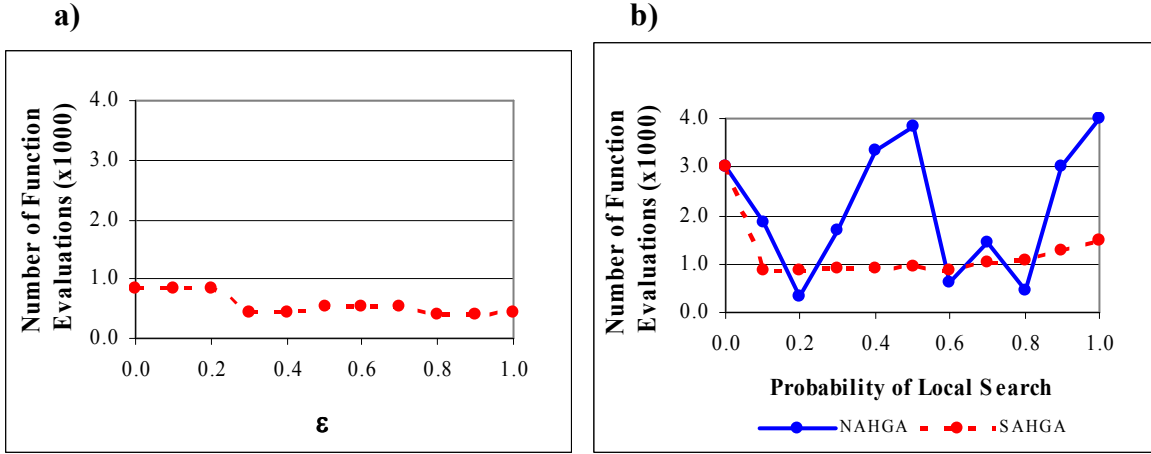 a)
Number of Function
Evaluations (x1000)
4.0
3.0
2.0
1.0
0.0
0.0 0.2 0.4 0.6 0.8 1.0
ε
b)
Number of Function
Evaluations (x1000)
4.0
3.0
2.0
1.0
0.0
0.0 0.2 0.4 0.6 0.8 1.0
Probability of Local Search
NAHGA SAHGA